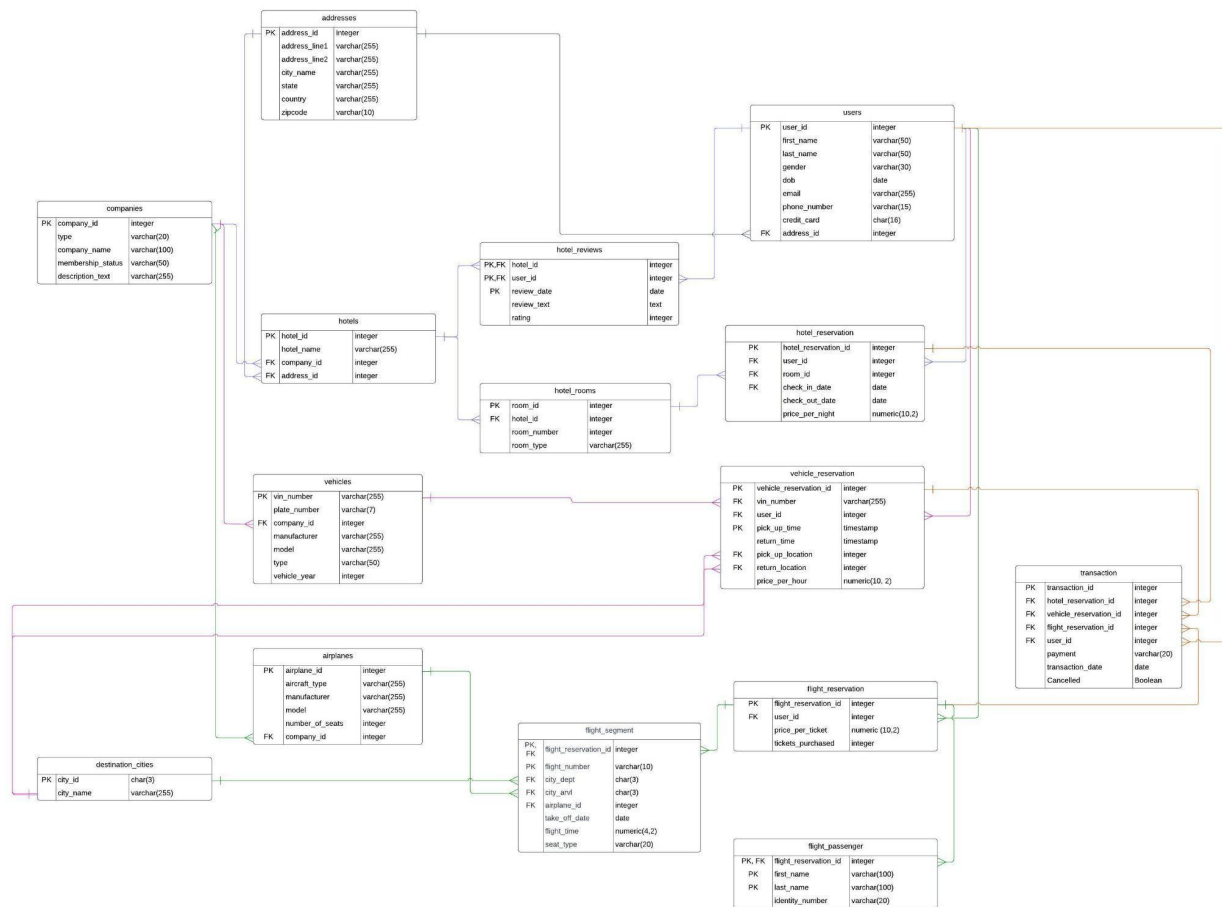 addresses
PK address_id integer
address_line1 varchar(255)
address_line2 varchar(255)
city_name varchar(255)
state varchar(255)
country varchar(255)
zipcode varchar(10)
users
PK user_id integer
first_name varchar(50)
last_name varchar(50)
gender varchar(30)
dob date
email varchar(255)
phone_number varchar(15)
credit_card char(16)
FK address_id integer
companies
PK company_id integer
type varchar(20)
company_name varchar(100)
membership_status varchar(50)
description_text varchar(255)
hotel_reviews
PK,FK hotel_id integer
PK,FK user_id integer
PK review_date date
review_text text
rating integer
hotels
PK hotel_id integer
hotel_name varchar(255)
FK company_id integer
FK address_id integer
hotel_reservation
PK hotel_reservation_id integer
FK user_id integer
FK room_id integer
FK check_in_date date
check_out_date date
price_per_night numeric(10,2)
hotel_rooms
PK room_id integer
FK hotel_id integer
room_number integer
room_type varchar(255)
vehicles
PK vin_number varchar(255)
plate_number varchar(7)
FK company_id integer
manufacturer varchar(255)
model varchar(255)
type varchar(50)
vehicle_year integer
vehicle_reservation
PK vehicle_reservation_id integer
FK vin_number varchar(255)
FK user_id integer
PK pick_up_time timestamp
return_time timestamp
FK pick_up_location integer
FK return_location integer
price_per_hour numeric(10, 2)
transaction
PK transaction_id integer
FK hotel_reservation_id integer
FK vehicle_reservation_id integer
FK flight_reservation_id integer
FK user_id integer
payment varchar(20)
transaction_date date
Cancelled Boolean
airplanes
PK airplane_id integer
aircraft_type varchar(255)
manufacturer varchar(255)
model varchar(255)
number_of_seats integer
FK company_id integer
flight_reservation
PK flight_reservation_id integer
FK user_id integer
price_per_ticket numeric (10,2)
tickets_purchased integer
flight_segment
PK, FK flight_reservation_id integer
PK flight_number varchar(10)
FK city_dept char(3)
FK city_arvl char(3)
FK airplane_id integer
take_off_date date
flight_time numeric(4,2)
seat_type varchar(20)
destination_cities
PK city_id char(3)
city_name varchar(255)
flight_passenger
PK, FK flight_reservation_id integer
PK first_name varchar(100)
PK last_name varchar(100)
identity_number varchar(20)